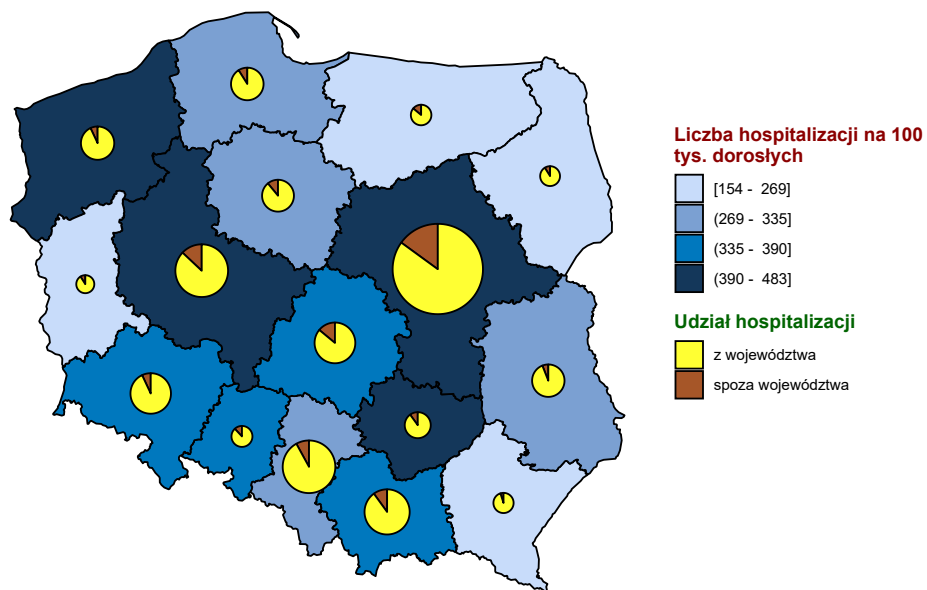 Liczba hospitalizacji na 100
tys. dorosłych
[154 - 269]
(269 - 335]
(335 - 390]
(390 - 483]
Udział hospitalizacji
z województwa
spoza województwa